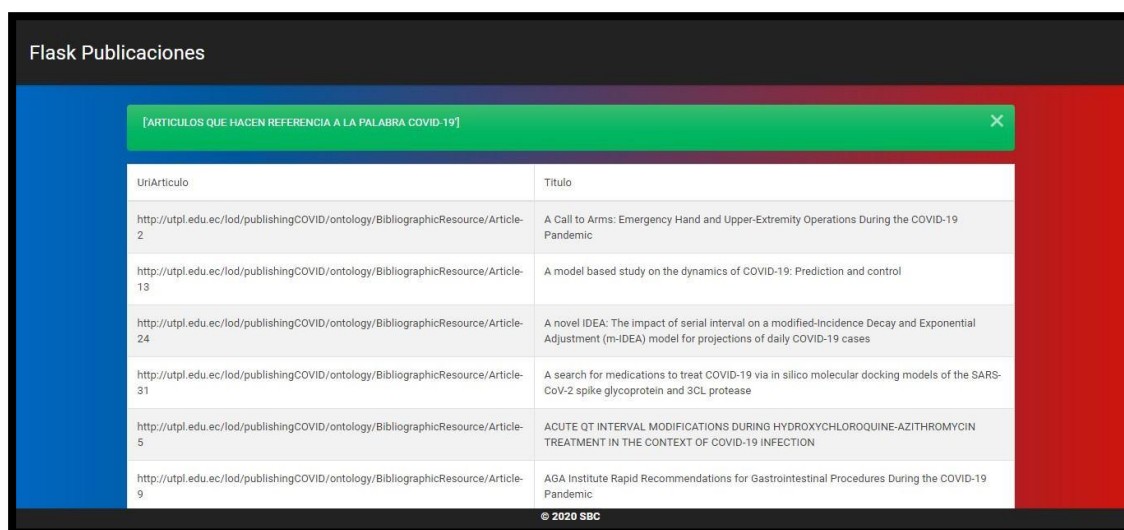 Flask Publicaciones
['ARTICULOS QUE HACEN REFERENCIA A LA PALABRA COVID-19']
×
UriArticulo
Titulo
http://utpl.edu.ec/lod/publishingCOVID/ontology/BibliographicResource/Article-
2
A Call to Arms: Emergency Hand and Upper-Extremity Operations During the COVID-19
Pandemic
http://utpl.edu.ec/lod/publishingCOVID/ontology/BibliographicResource/Article-
13
A model based study on the dynamics of COVID-19: Prediction and control
http://utpl.edu.ec/lod/publishingCOVID/ontology/BibliographicResource/Article-
24
A novel IDEA: The impact of serial interval on a modified-Incidence Decay and Exponential
Adjustment (m-IDEA) model for projections of daily COVID-19 cases
http://utpl.edu.ec/lod/publishingCOVID/ontology/BibliographicResource/Article-
31
A search for medications to treat COVID-19 via in silico molecular docking models of the SARS-
CoV-2 spike glycoprotein and 3CL protease
http://utpl.edu.ec/lod/publishingCOVID/ontology/BibliographicResource/Article-
5
ACUTE QT INTERVAL MODIFICATIONS DURING HYDROXYCHLOROQUINE-AZITHROMYCIN
TREATMENT IN THE CONTEXT OF COVID-19 INFECTION
http://utpl.edu.ec/lod/publishingCOVID/ontology/BibliographicResource/Article-
9
AGA Institute Rapid Recommendations for Gastrointestinal Procedures During the COVID-19
Pandemic
© 2020 SBC